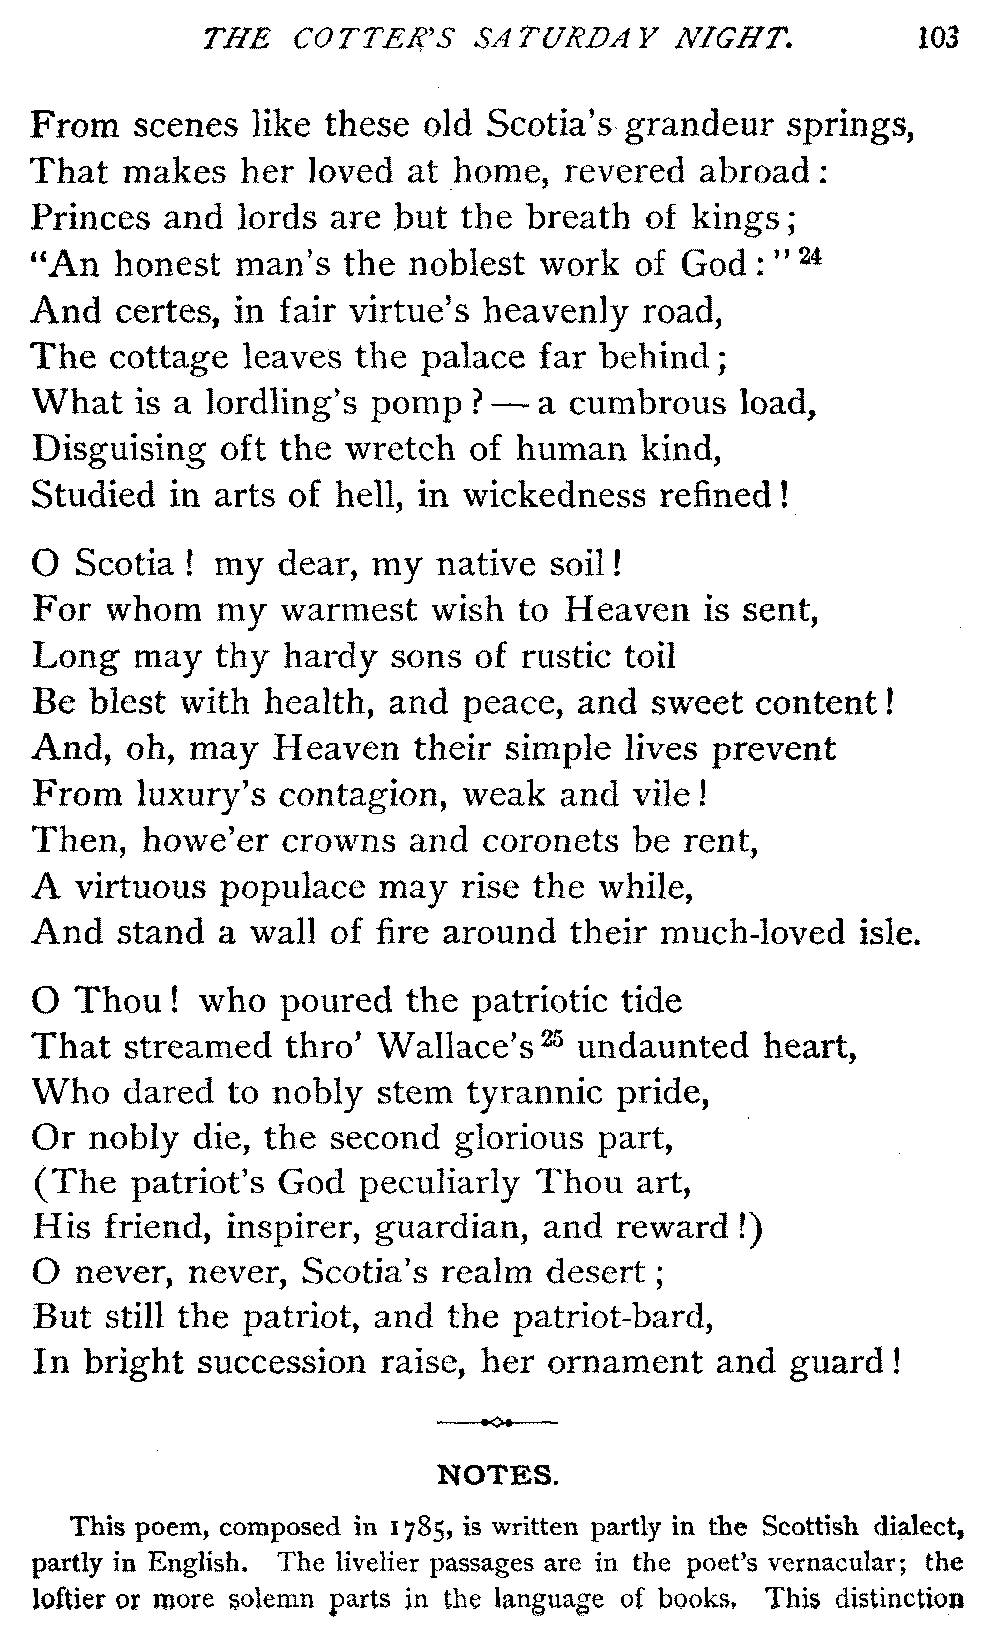 THE COTTER'S SATURDAY NIGHT. 103
From scenes like these old Scotia's grandeur springs,
That makes her loved at home, revered abroad :
Princes and lords are but the breath of kings ;
“An honest man's the noblest work of God : ” 24
And certes, in fair virtue's heavenly road,
The cottage leaves the palace far behind ;
What is a lordling's pomp ? — a cumbrous load,
Disguising oft the wretch of human kind,
Studied in arts of hell, in wickedness refined !
O Scotia ! my dear, my native soil !
For whom my warmest wish to Heaven is sent,
Long may thy hardy sons of rustic toil
Be blest with health, and peace, and sweet content !
And, oh, may Heaven their simple lives prevent
From luxury's contagion, weak and vile !
Then, howe'er crowns and coronets be rent,
A virtuous populace may rise the while,
And stand a wall of fire around their much-loved isle.
O Thou ! who poured the patriotic tide
That streamed thro' Wallace's 25 undaunted heart,
Who dared to nobly stem tyrannic pride,
Or nobly die, the second glorious part,
(The patriot's God peculiarly Thou art,
His friend, inspirer, guardian, and reward !)
O never, never, Scotia's realm desert ;
But still the patriot, and the patriot-bard,
In bright succession raise, her ornament and guard !
NOTES.
This poem, composed in 1785, is written partly in the Scottish dialect,
partly in English. The livelier passages are in the poet's vernacular; the
loftier or more solemn parts in the language of books. This distinction